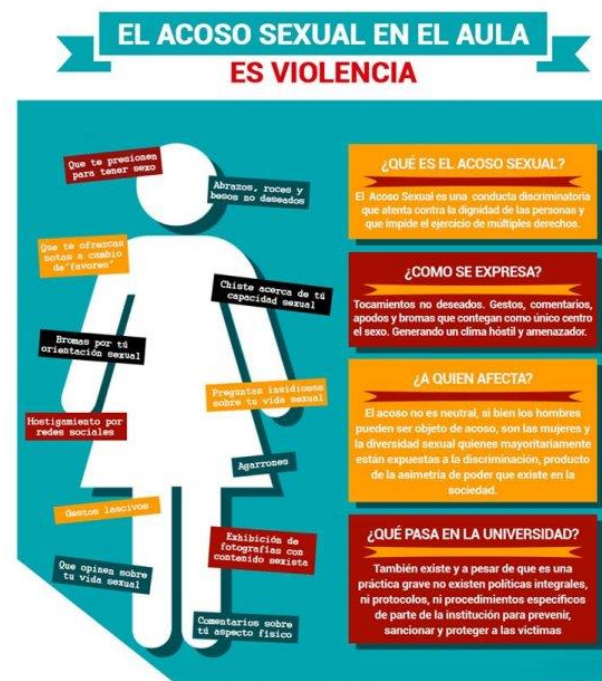 EL ACOSO SEXUAL EN EL AULA
ES VIOLENCIA
Que te presionen
para tener sexo
Abrazos, roces y
besos no deseados
Que te ofrezcas
notas a cambio
de"favores"
Chiste acerca de tú
capacidad sexual
Bromas por tú
orientación sexual
Preguntas insidiosas
sobre tu vida sexual
Hostigamiento por
redes sociales
Agarrones
Gestos lascivos
Exhibición de
fotografías con
contenido sexista
Que opinen sobre
tu vida sexual
Comentarios sobre
tú aspecto físico
¿QUÉ ES EL ACOSO SEXUAL?
El Acoso Sexual es una conducta discriminatoria
que atenta contra la dignidad de las personas y
que impide el ejercicio de múltiples derechos.
¿COMO SE EXPRESA?
Tocamientos no deseados. Gestos, comentarios,
apodos y bromas que contegan como único centro
el sexo. Generando un clima hóstil y amenazador.
¿A QUIEN AFECTA?
El acoso no es neutral, si bien los hombres
pueden ser objeto de acoso, son las mujeres y
la diversidad sexual quienes mayoritariamente
están expuestas a la discriminación, producto
de la asimetría de poder que existe en la
sociedad.
¿QUÉ PASA EN LA UNIVERSIDAD?
También existe y a pesar de que es una
práctica grave no existen políticas integrales,
ni protocolos, ni procedimientos específicos
de parte de la institución para prevenir,
sancionar y proteger a las victimas